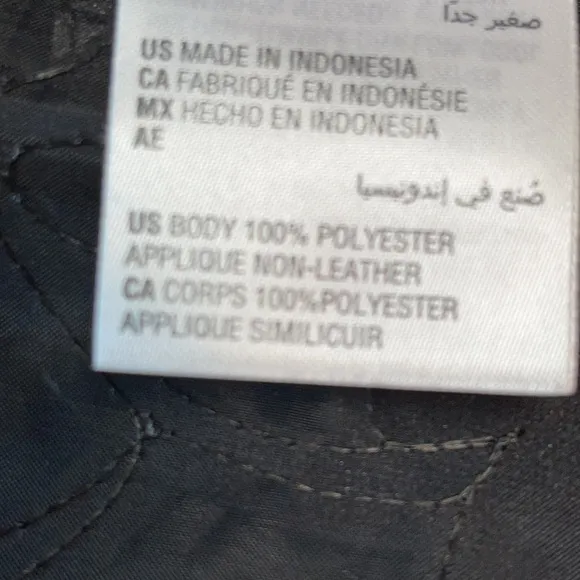 صغير جداً
US MADE IN INDONESIA
CA FABRIQUÉ EN INDONÉSIE
MX HECHO EN INDONESIA
AE
صُنع في إندونيسيا
US BODY 100% POLYESTER
APPLIQUE NON-LEATHER
CA CORPS 100%POLYESTER
APPLIQUE SIMILICUIR